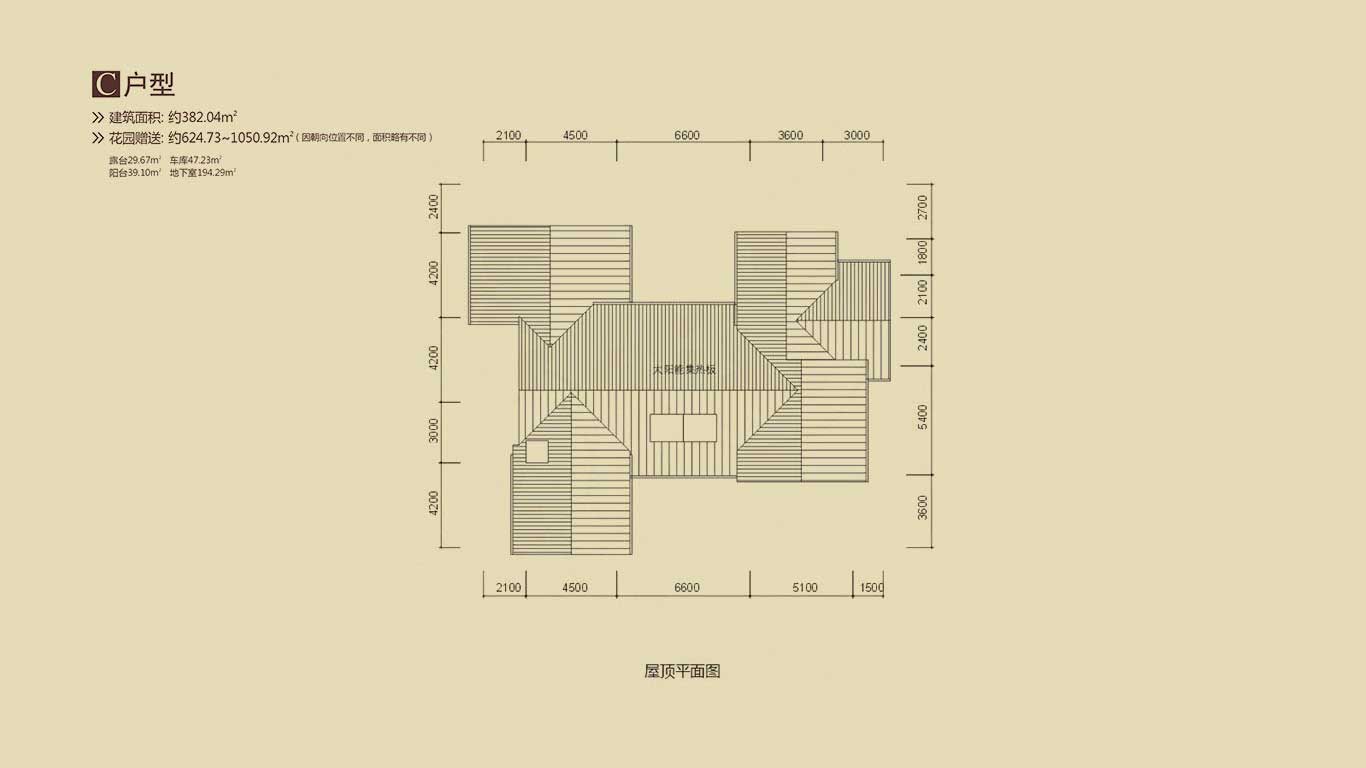 C户型
建筑面积: 约382.04m²
花园赠送: 约624.73~1050.92m²(因朝向位置不同，面积略有不同)
露台29.67m² 车库47.23m²
阳台39.10m² 地下室194.29m²
2100 4500 6600 3600 3000
2400
4200
4200
3000
4200
2700
1800
2100
2400
5400
3600
太阳能集热板
2100 4500 6600 5100 1500
屋顶平面图